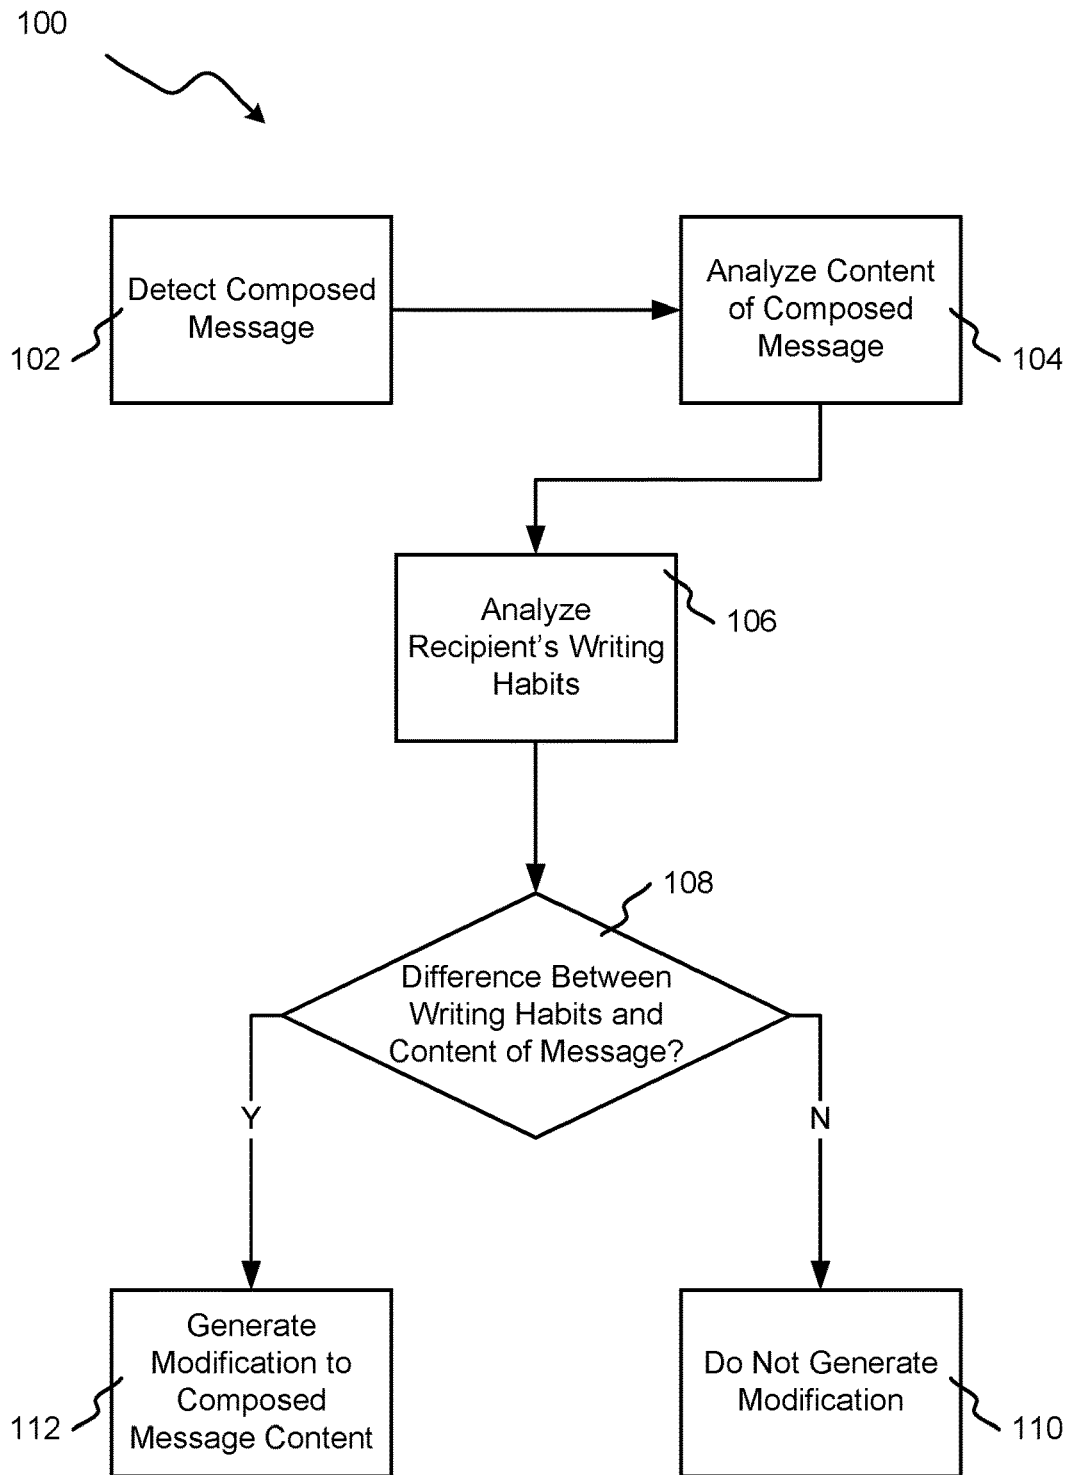 100
Detect Composed
Message
102
Analyze Content
of Composed
Message
104
Analyze
Recipient's Writing
Habits
106
108
Difference Between
Writing Habits and
Content of Message?
Y
N
Generate
Modification to
Composed
Message Content
112
Do Not Generate
Modification
110